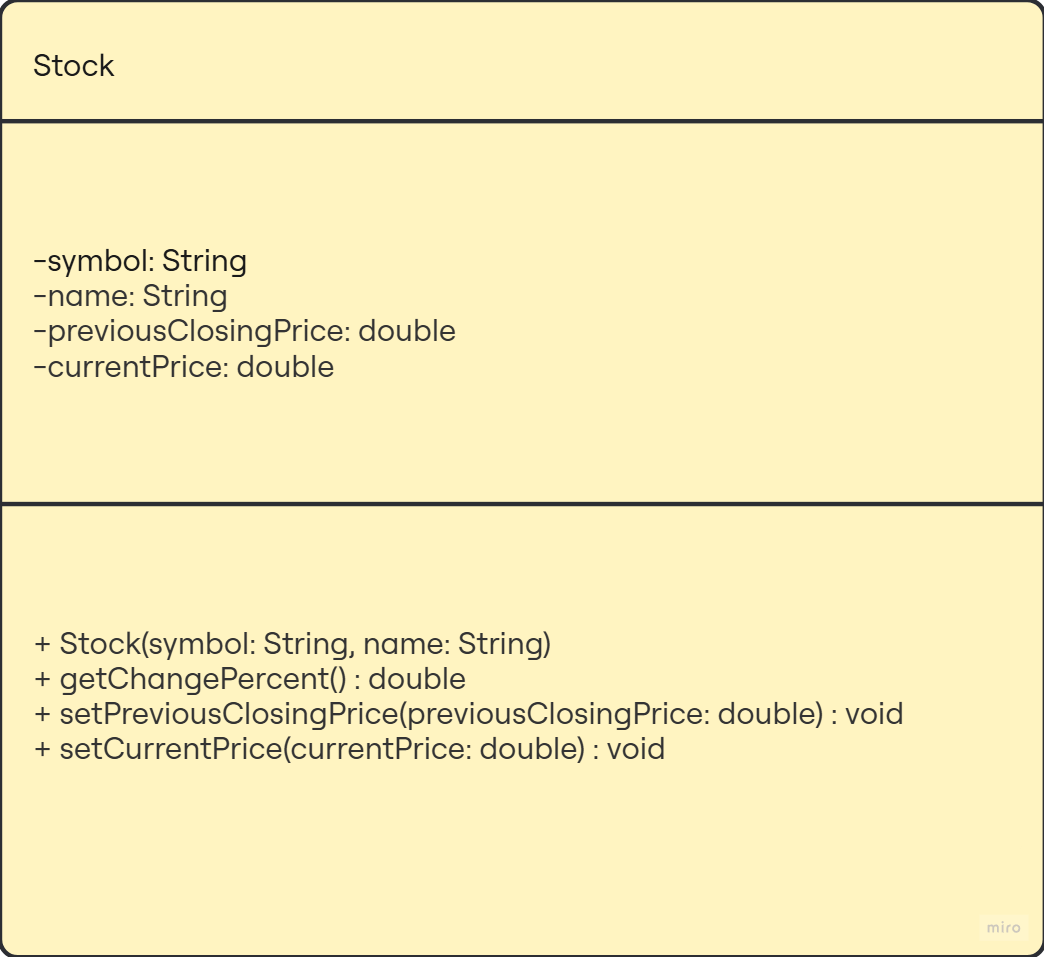 Stock
-symbol: String
-name: String
-previousClosingPrice: double
-currentPrice: double
+ Stock(symbol: String, name: String)
+ getChangePercent() : double
+ setPreviousClosingPrice(previousClosingPrice: double) : void
+ setCurrentPrice(currentPrice: double) : void
miro